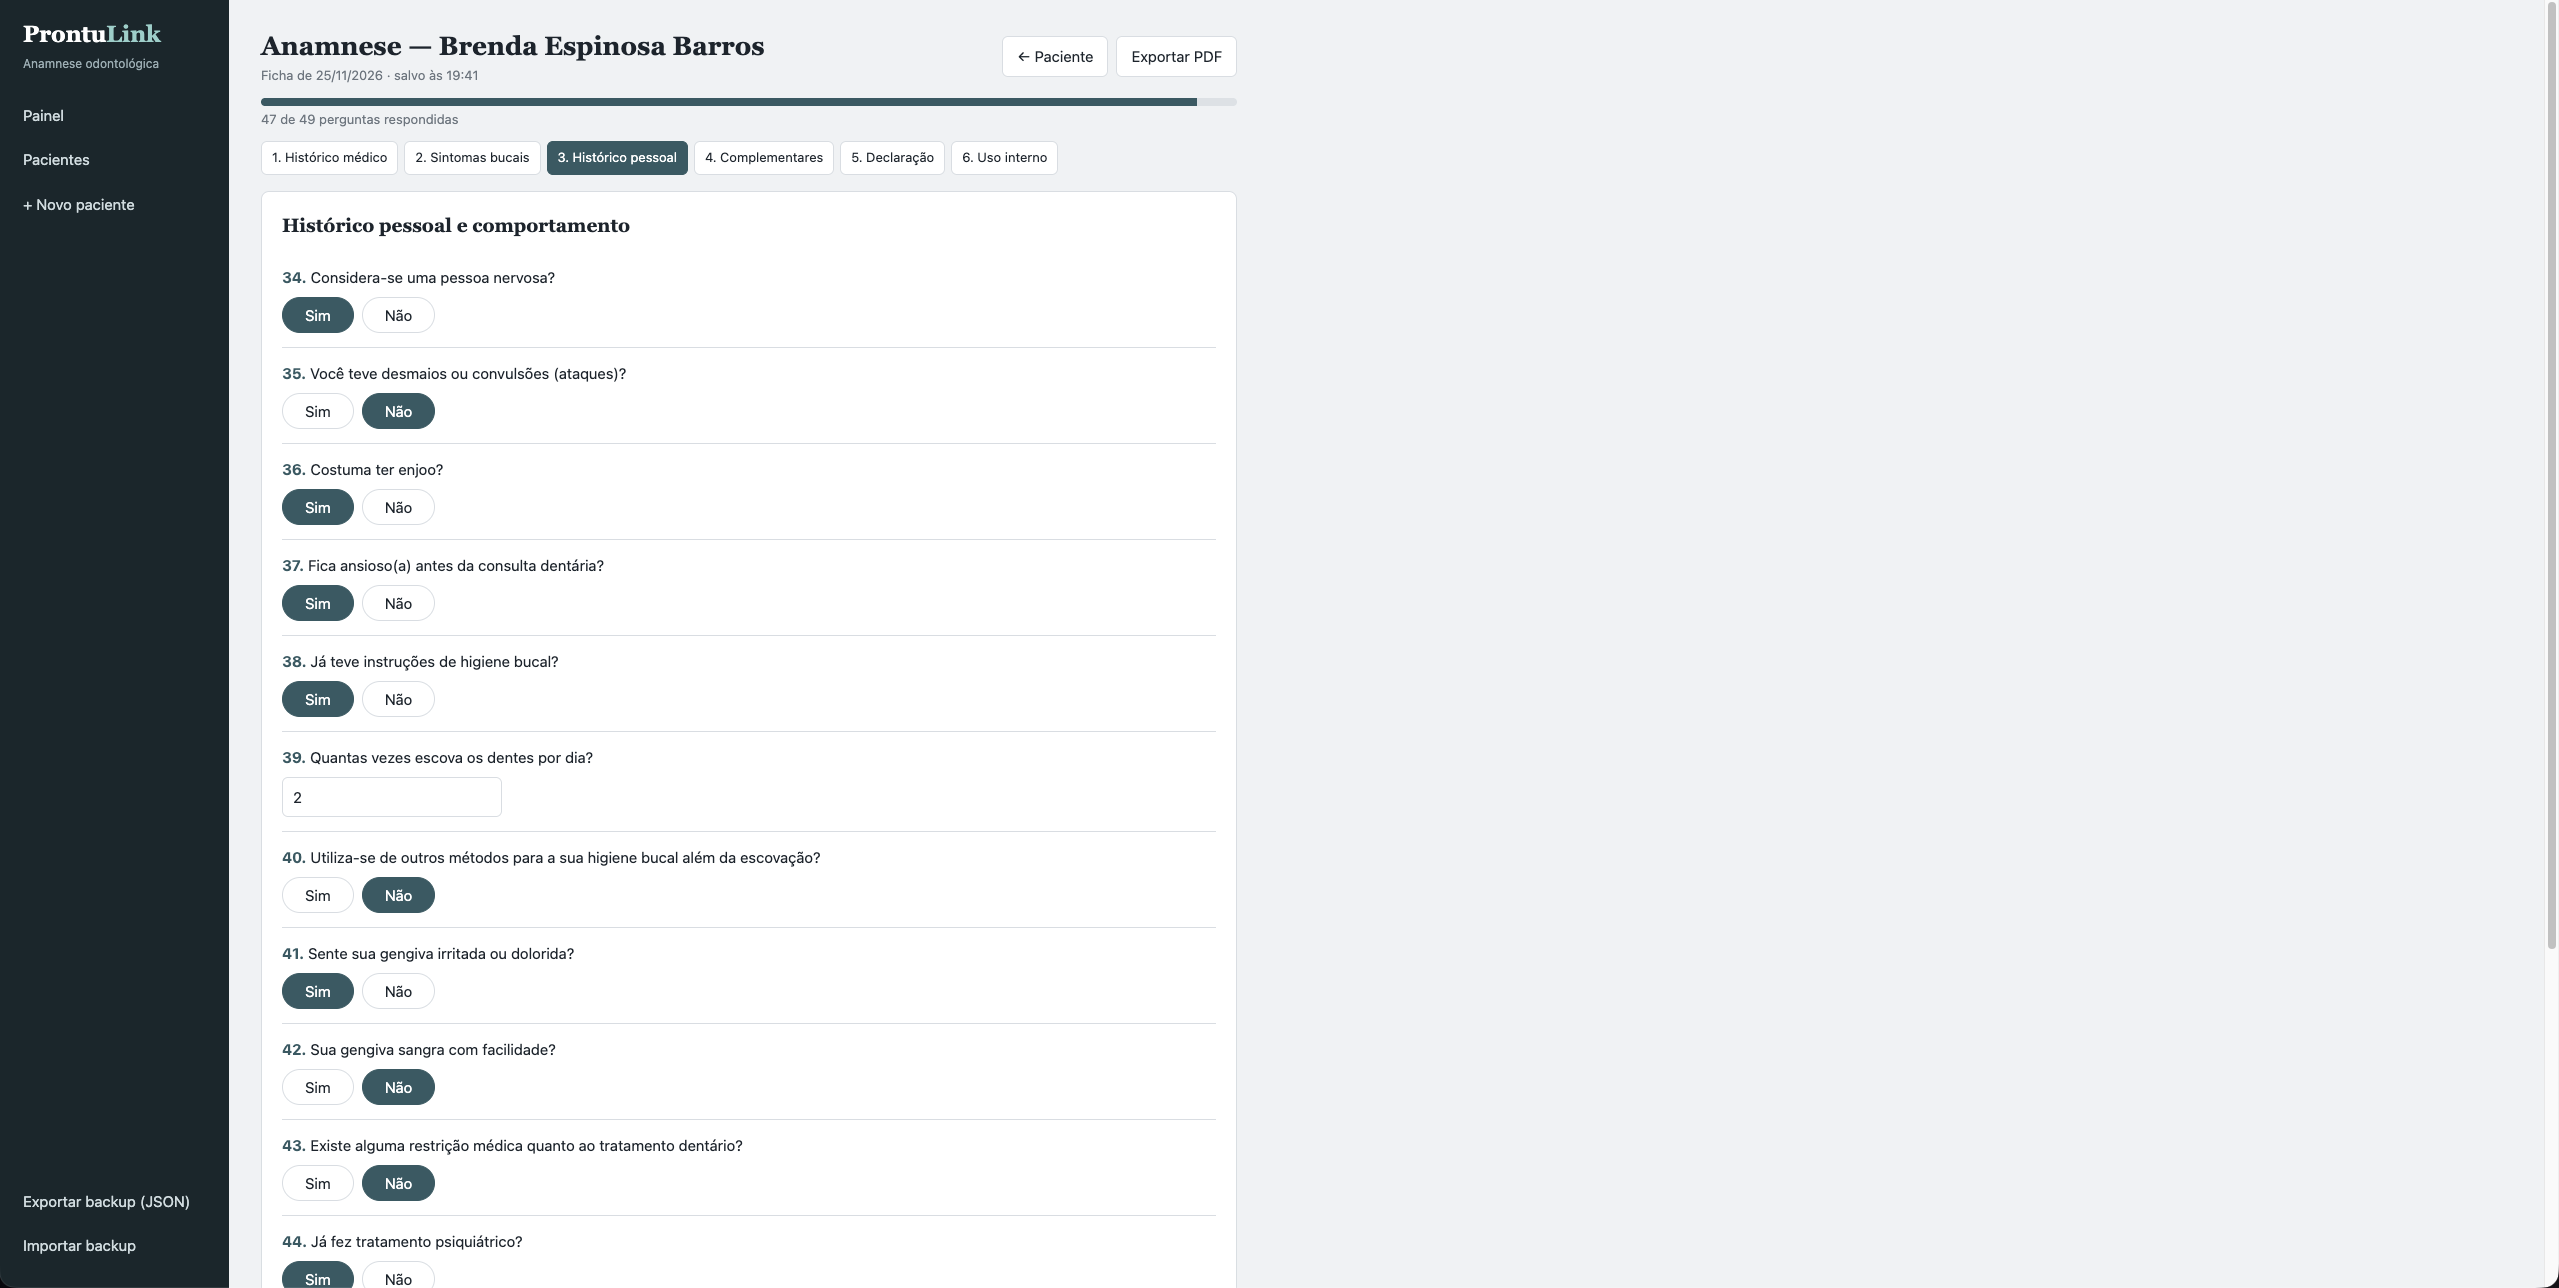 ProntuLink
Anamnese odontológica
Painel
Pacientes
+ Novo paciente
Exportar backup (JSON)
Importar backup
Anamnese — Brenda Espinosa Barros
Ficha de 25/11/2026 · salvo às 19:41
← Paciente
Exportar PDF
47 de 49 perguntas respondidas
1. Histórico médico
2. Sintomas bucais
3. Histórico pessoal
4. Complementares
5. Declaração
6. Uso interno
Histórico pessoal e comportamento
34. Considera-se uma pessoa nervosa?
Sim Não
35. Você teve desmaios ou convulsões (ataques)?
Sim Não
36. Costuma ter enjoo?
Sim Não
37. Fica ansioso(a) antes da consulta dentária?
Sim Não
38. Já teve instruções de higiene bucal?
Sim Não
39. Quantas vezes escova os dentes por dia?
2
40. Utiliza-se de outros métodos para a sua higiene bucal além da escovação?
Sim Não
41. Sente sua gengiva irritada ou dolorida?
Sim Não
42. Sua gengiva sangra com facilidade?
Sim Não
43. Existe alguma restrição médica quanto ao tratamento dentário?
Sim Não
44. Já fez tratamento psiquiátrico?
Sim Não